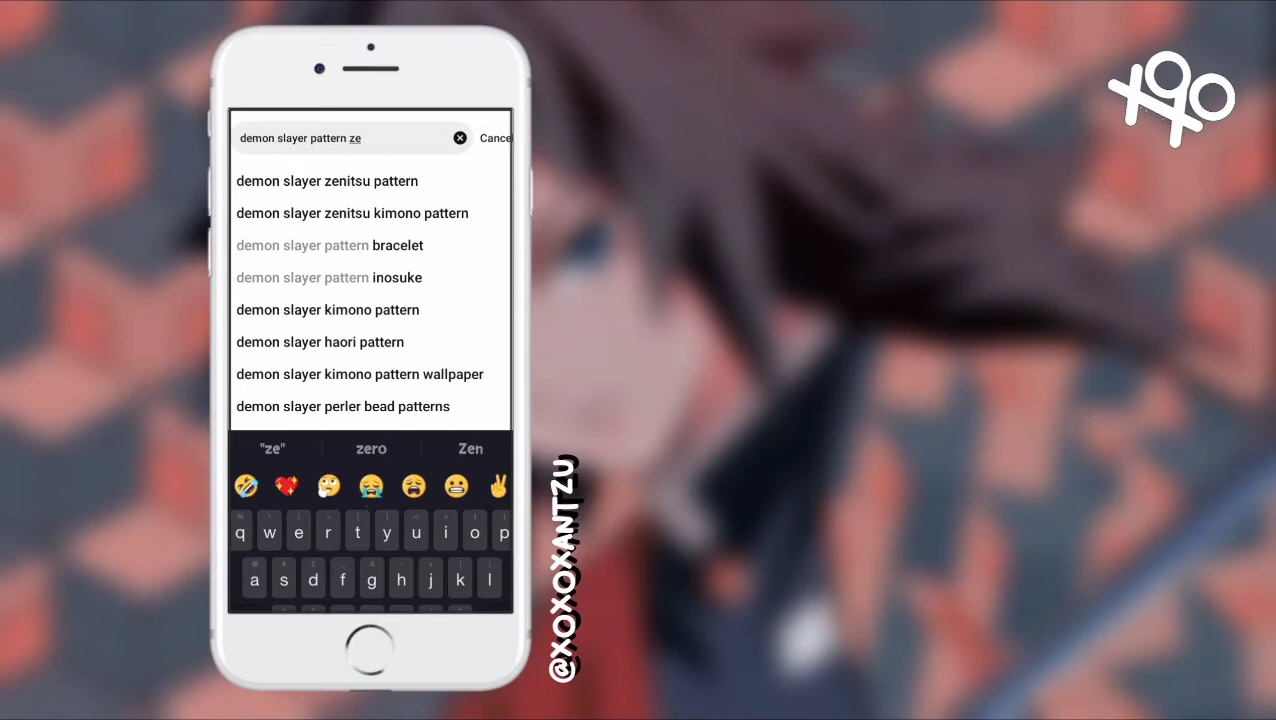 demon slayer pattern ze
Cancel
demon slayer zenitsu pattern
demon slayer zenitsu kimono pattern
demon slayer pattern bracelet
demon slayer pattern inosuke
demon slayer kimono pattern
demon slayer haori pattern
demon slayer kimono pattern wallpaper
demon slayer perler bead patterns
"ze" zero Zen
q w e r t y u i o p
a s d f g h j k l
@XOXOXANTZU